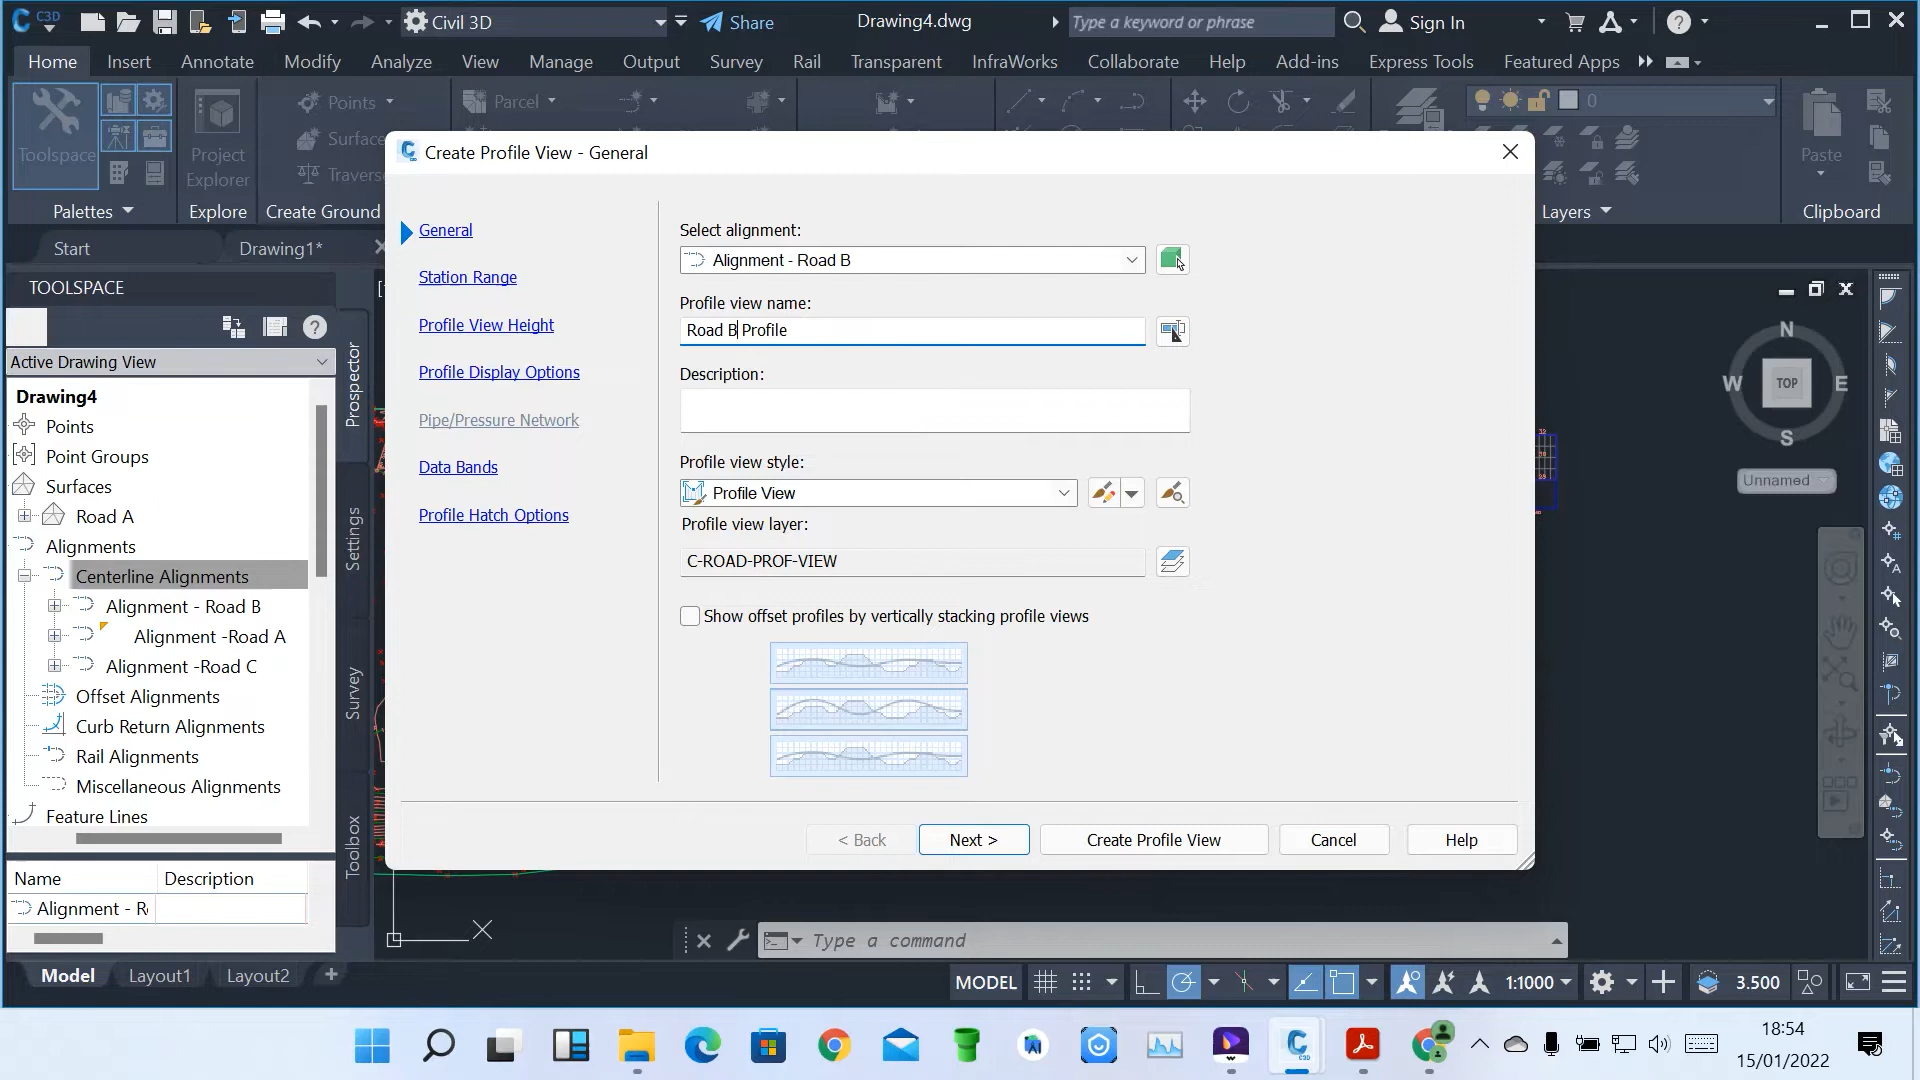 C3D
Civil 3D
Share
Drawing4.dwg
Type a keyword or phrase
Sign In
Home Insert Annotate Modify Analyze View Manage Output Survey Rail Transparent InfraWorks Collaborate Help Add-ins Express Tools Featured Apps
Points
Parcel
0
Surface
Toolspace
Project
Explorer
Traverse
Paste
Palettes
Explore
Create Ground
Layers
Clipboard
Start
Drawing1*
TOOLSPACE
Active Drawing View
Drawing4
Points
Point Groups
Surfaces
Road A
Alignments
Centerline Alignments
Alignment - Road B
Alignment -Road A
Alignment -Road C
Offset Alignments
Curb Return Alignments
Rail Alignments
Miscellaneous Alignments
Feature Lines
Name Description
Alignment - R
Prospector
Settings
Survey
Toolbox
Create Profile View - General
General
Station Range
Profile View Height
Profile Display Options
Pipe/Pressure Network
Data Bands
Profile Hatch Options
Select alignment:
Alignment - Road B
Profile view name:
Road B Profile
Description:
Profile view style:
Profile View
Profile view layer:
C-ROAD-PROF-VIEW
Show offset profiles by vertically stacking profile views
< Back
Next >
Create Profile View
Cancel
Help
N
W
TOP
E
S
Unnamed
Type a command
Model Layout1 Layout2
MODEL
1:1000
3.500
18:54
15/01/2022